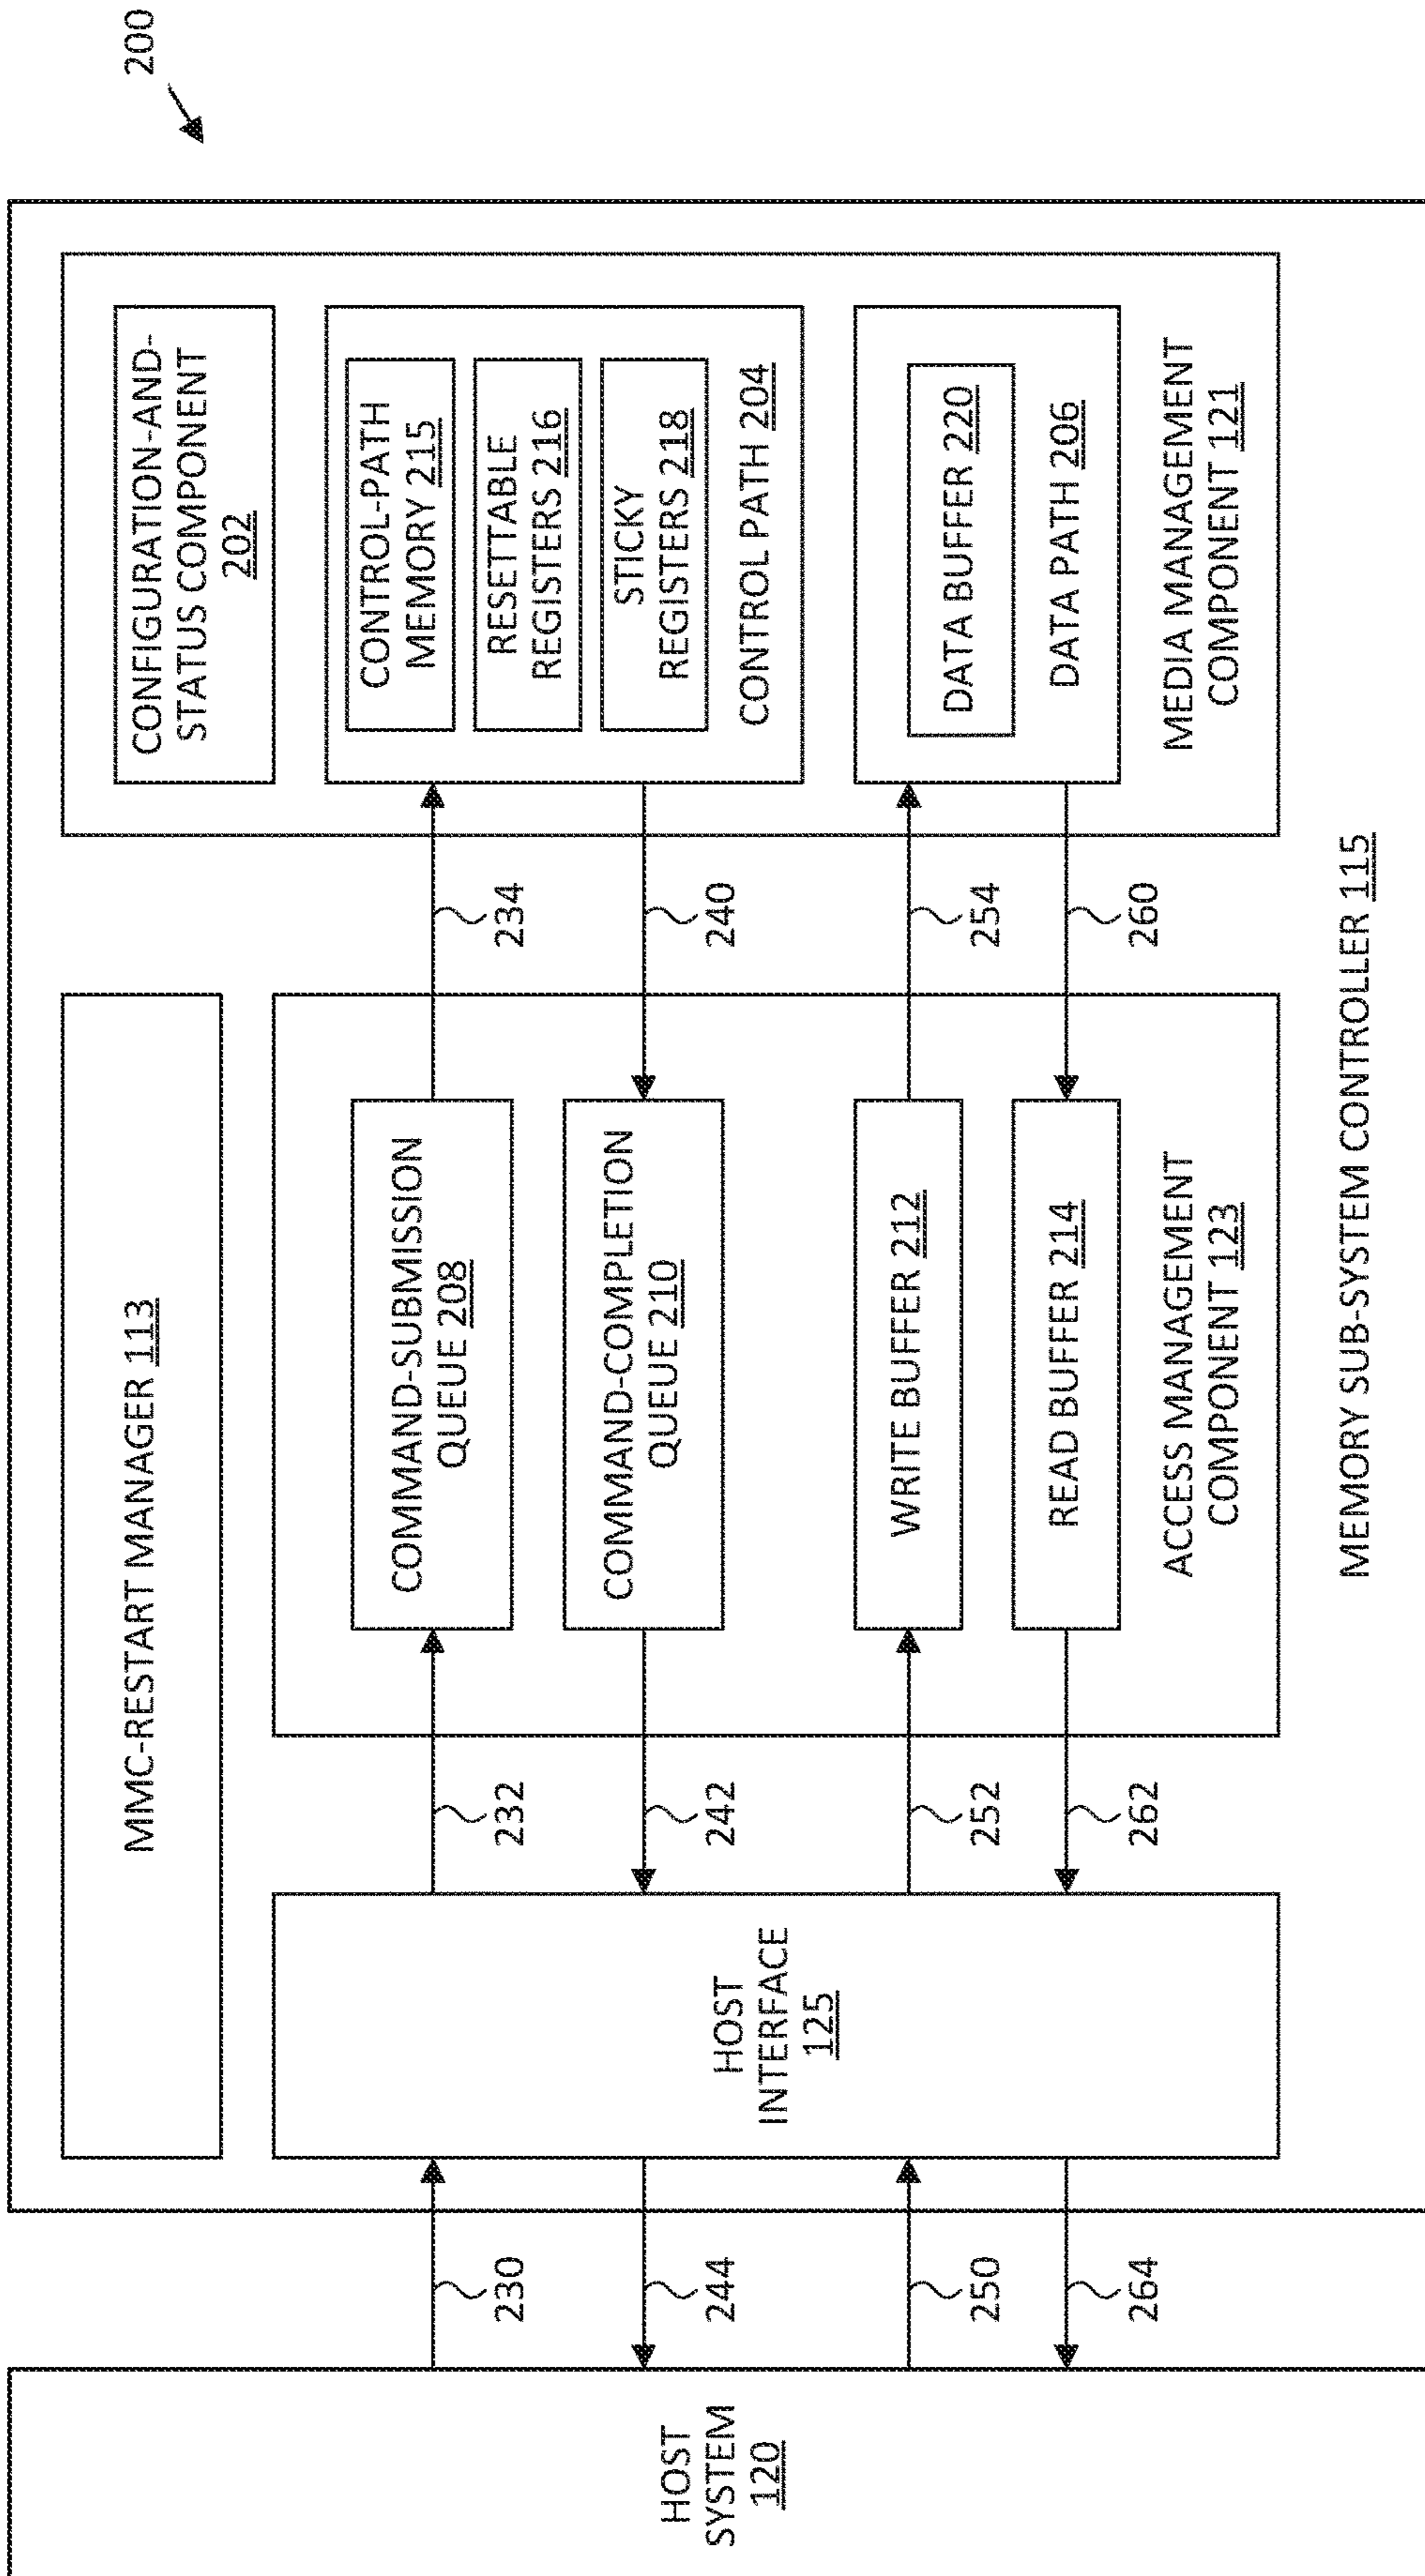 200
HOST
SYSTEM
120
230
244
250
264
MMC-RESTART MANAGER 113
HOST
INTERFACE
125
232
242
252
262
COMMAND-SUBMISSION
QUEUE 208
COMMAND-COMPLETION
QUEUE 210
WRITE BUFFER 212
READ BUFFER 214
ACCESS MANAGEMENT
COMPONENT 123
234
240
254
260
CONFIGURATION-AND-
STATUS COMPONENT
202
CONTROL-PATH
MEMORY 215
RESETTABLE
REGISTERS 216
STICKY
REGISTERS 218
CONTROL PATH 204
DATA BUFFER 220
DATA PATH 206
MEDIA MANAGEMENT
COMPONENT 121
MEMORY SUB-SYSTEM CONTROLLER 115